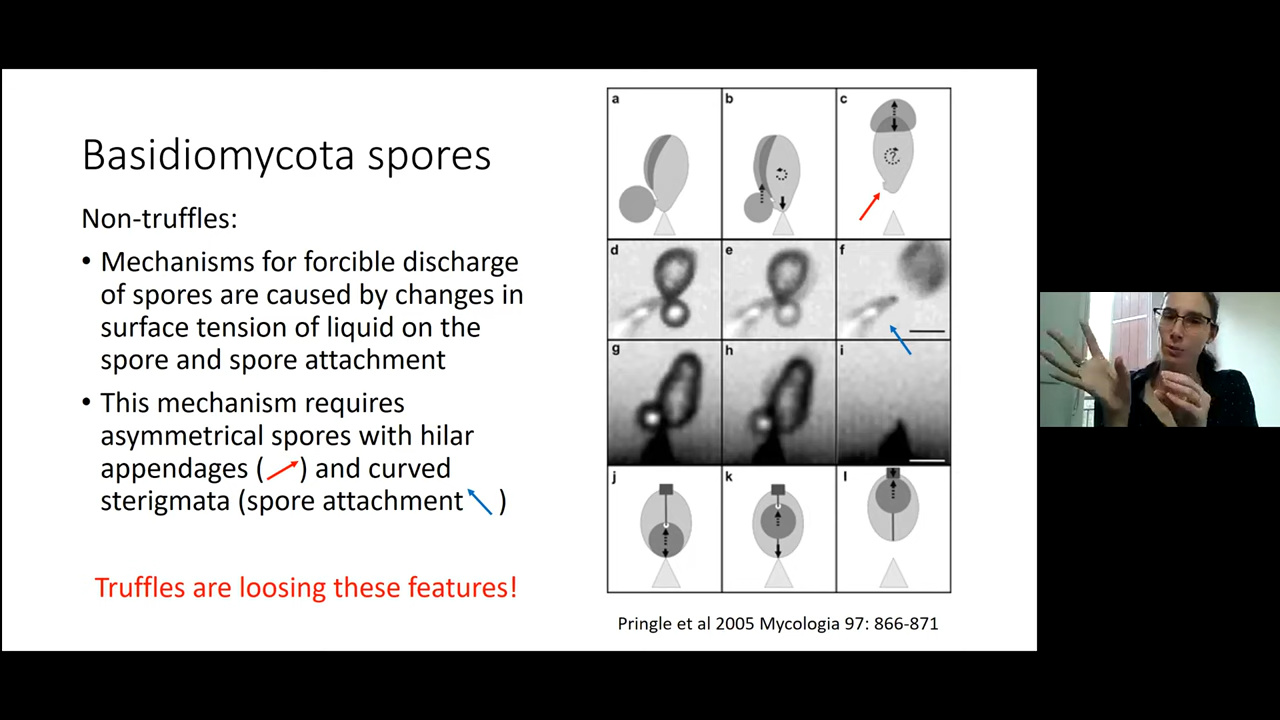 Basidiomycota spores
Non-truffles:
• Mechanisms for forcible discharge
of spores are caused by changes in
surface tension of liquid on the
spore and spore attachment
• This mechanism requires
asymmetrical spores with hilar
appendages ( ) and curved
sterigmata (spore attachment )
Truffles are loosing these features!
a b c
?
d e f
g h i
j k l
Pringle et al 2005 Mycologia 97: 866-871